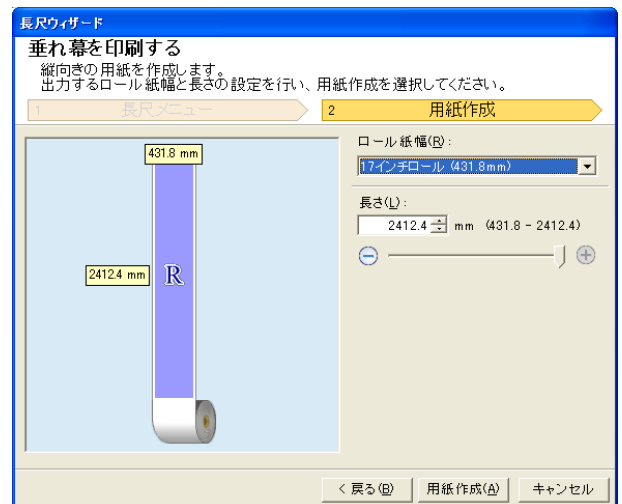 長尺ウィザード
垂れ幕を印刷する
縦向きの用紙を作成します。
出力するロール紙幅と長さの設定を行い、用紙作成を選択してください。
1 長尺メニュー 2 用紙作成
431.8 mm
2412.4 mm
R
ロール紙幅(R):
17インチロール (431.8mm)
長さ(L):
2412.4 mm (431.8 - 2412.4)
< 戻る(B) 用紙作成(A) キャンセル